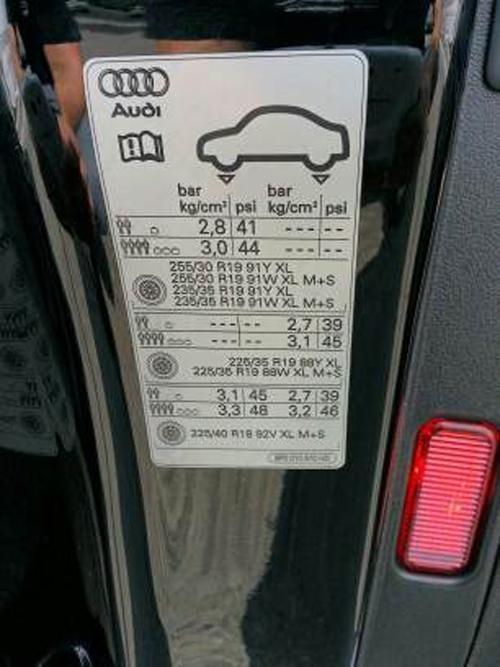 Audi
bar bar
kg/cm² psi kg/cm² psi
2,8 41 --- --
3,0 44 --- --
255/30 R19 91Y XL
255/30 R19 91W XL M+S
235/35 R19 91Y XL
235/35 R19 91W XL M+S
--- -- 2,7 39
--- -- 3,1 45
225/35 R19 88Y XL
225/35 R19 88W XL M+S
3,1 45 2,7 39
3,3 48 3,2 46
225/40 R18 92V XL M+S